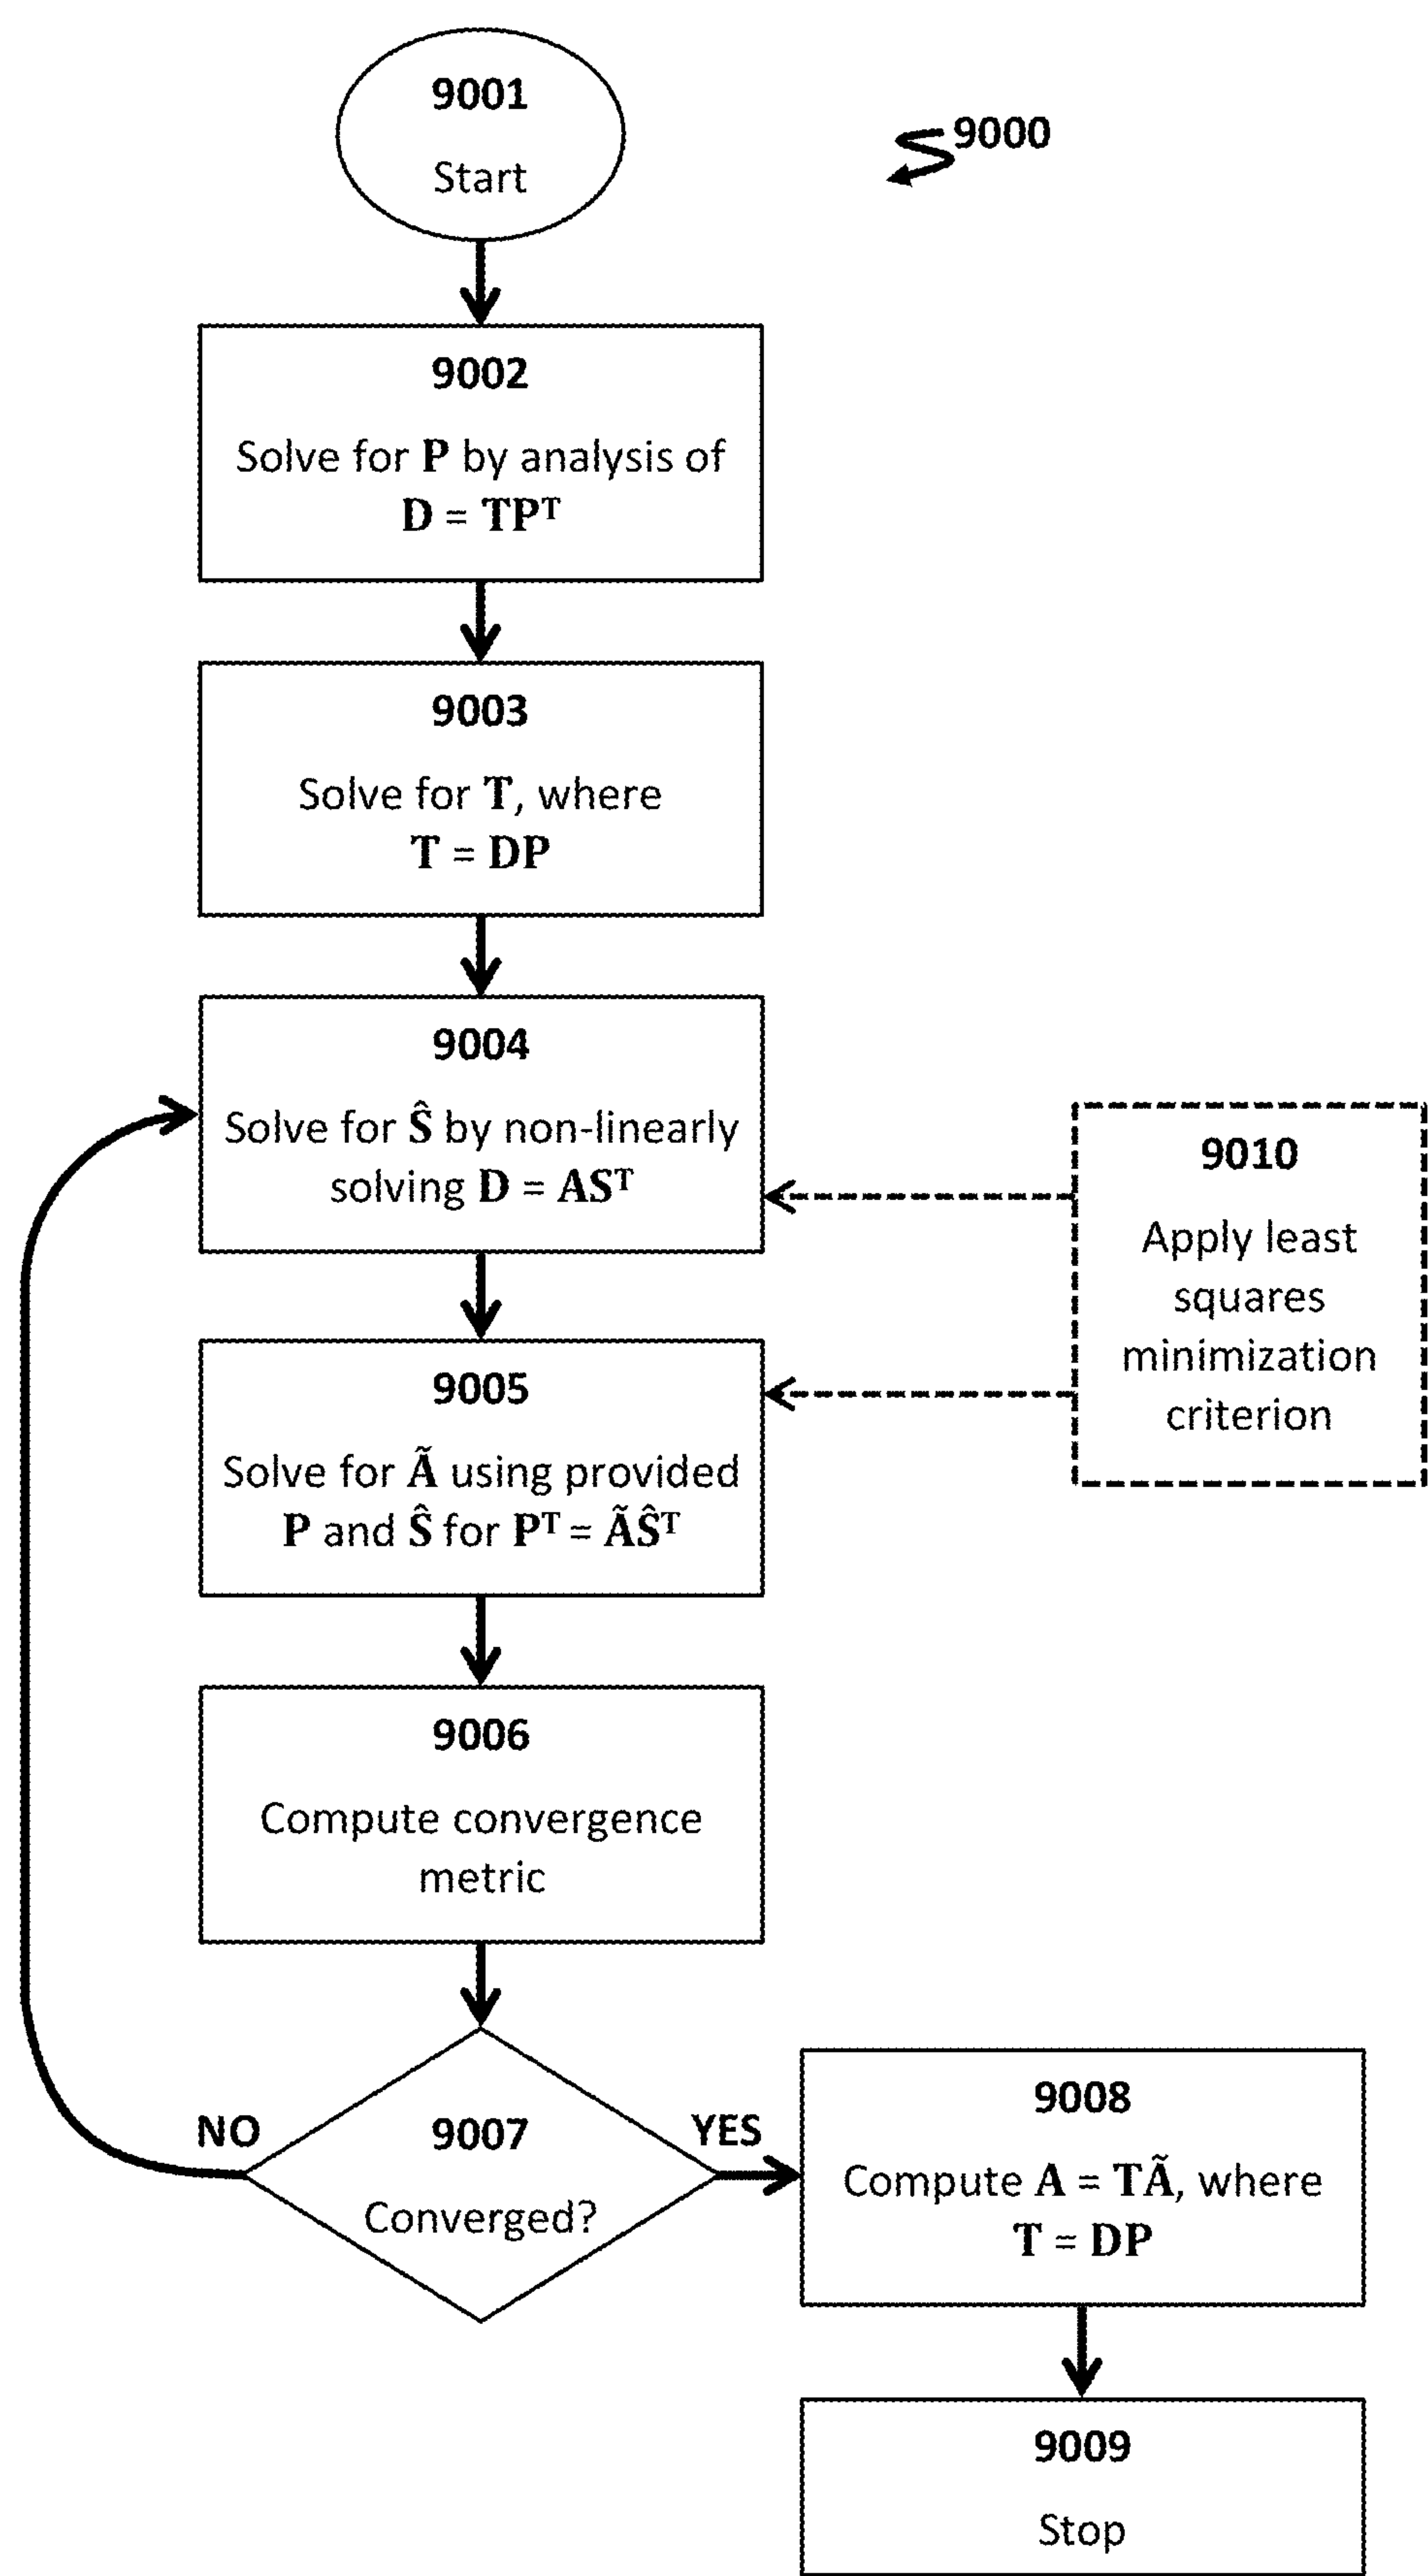 9001
Start
9000
9002
Solve for P by analysis of
D = TPᵀ
9003
Solve for T, where
T = DP
9004
Solve for Ŝ by non-linearly
solving D = ASᵀ
9010
Apply least
squares
minimization
criterion
9005
Solve for Ã using provided
P and Ŝ for Pᵀ = ÃŜᵀ
9006
Compute convergence
metric
NO
9007
Converged?
YES
9008
Compute A = TÃ, where
T = DP
9009
Stop